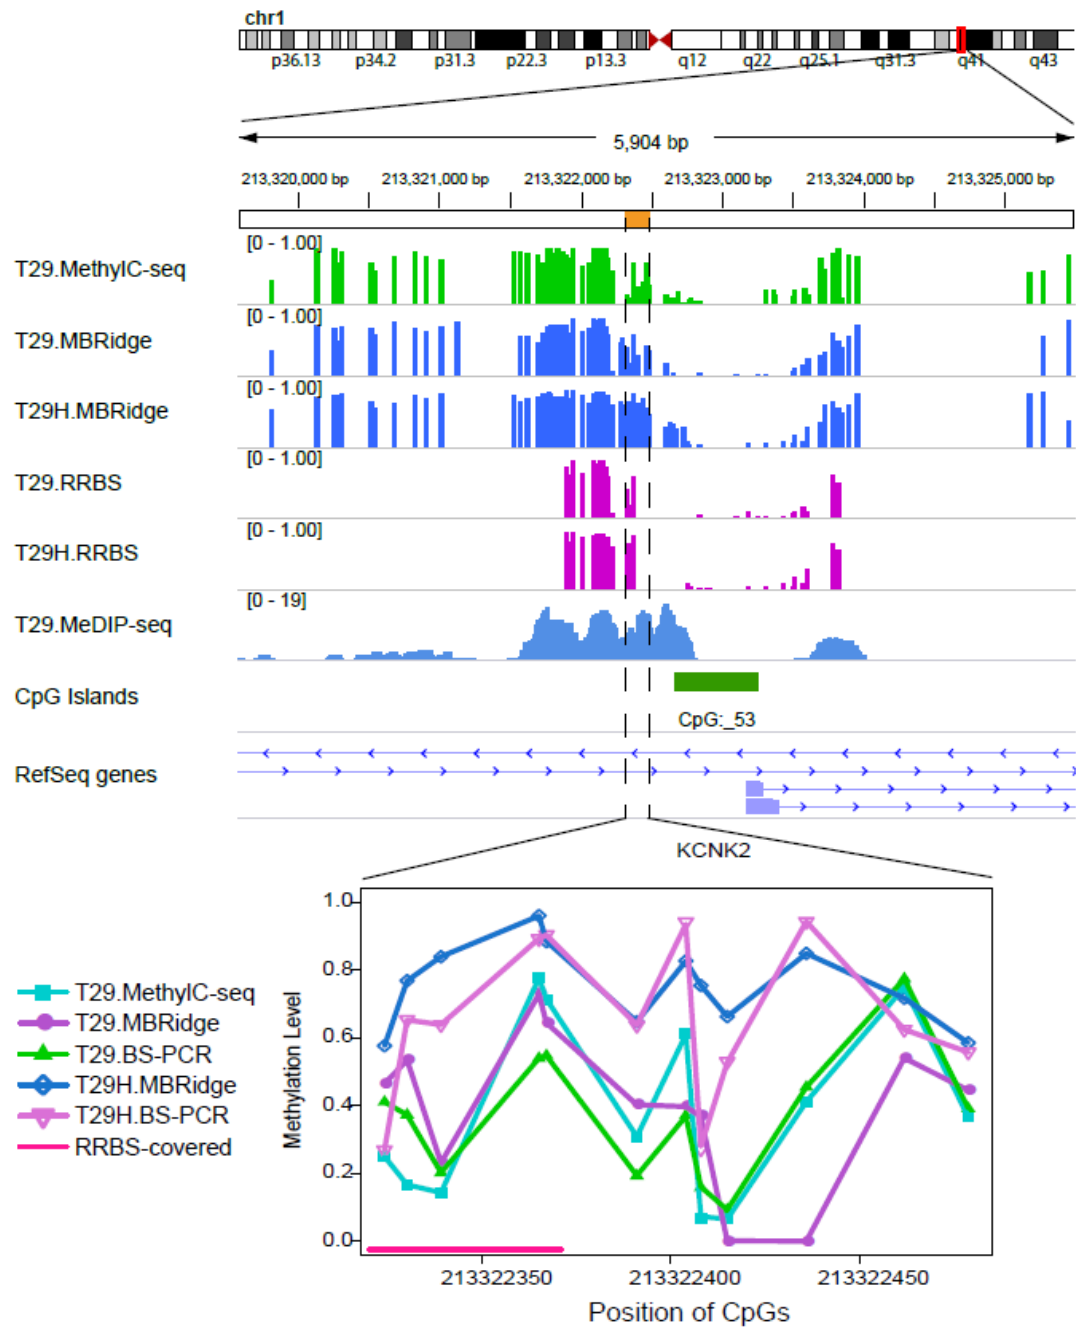 chr1
p36.13 p34.2 p31.3 p22.3 p13.3 q12 q22 q25.1 q31.3 q41 q43
5,904 bp
213,320,000 bp 213,321,000 bp 213,322,000 bp 213,323,000 bp 213,324,000 bp 213,325,000 bp
[0 - 1.00]
T29.MethylC-seq
[0 - 1.00]
T29.MBRidge
[0 - 1.00]
T29H.MBRidge
[0 - 1.00]
T29.RRBS
[0 - 1.00]
T29H.RRBS
[0 - 19]
T29.MeDIP-seq
CpG Islands
CpG:_53
RefSeq genes
KCNK2
1.0
0.8
0.6
0.4
0.2
0.0
Methylation Level
T29.MethylC-seq
T29.MBRidge
T29.BS-PCR
T29H.MBRidge
T29H.BS-PCR
RRBS-covered
213322350 213322400 213322450
Position of CpGs